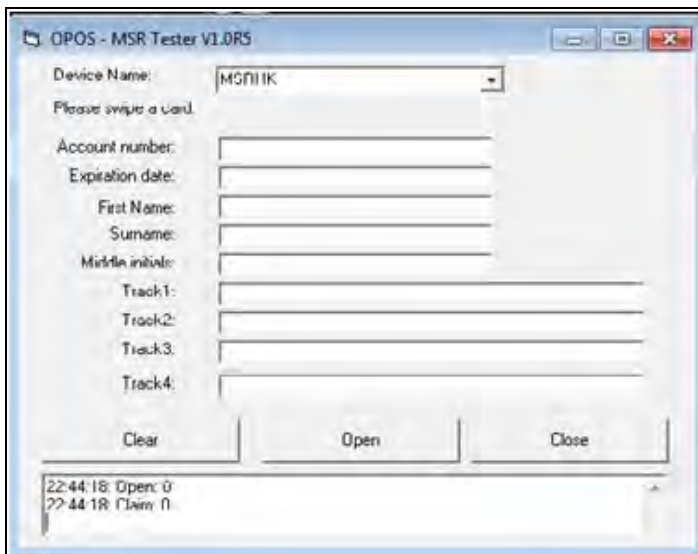 OPOS - MSR Tester V1.0R5
Device Name:
Please swipe a card.
Account number:
Expiration date:
First Name:
Surname:
Middle initials:
Track1:
Track2:
Track3:
Track4:
Clear Open Close
22:44:18: Open: 0
22:44:18: Claim: 0